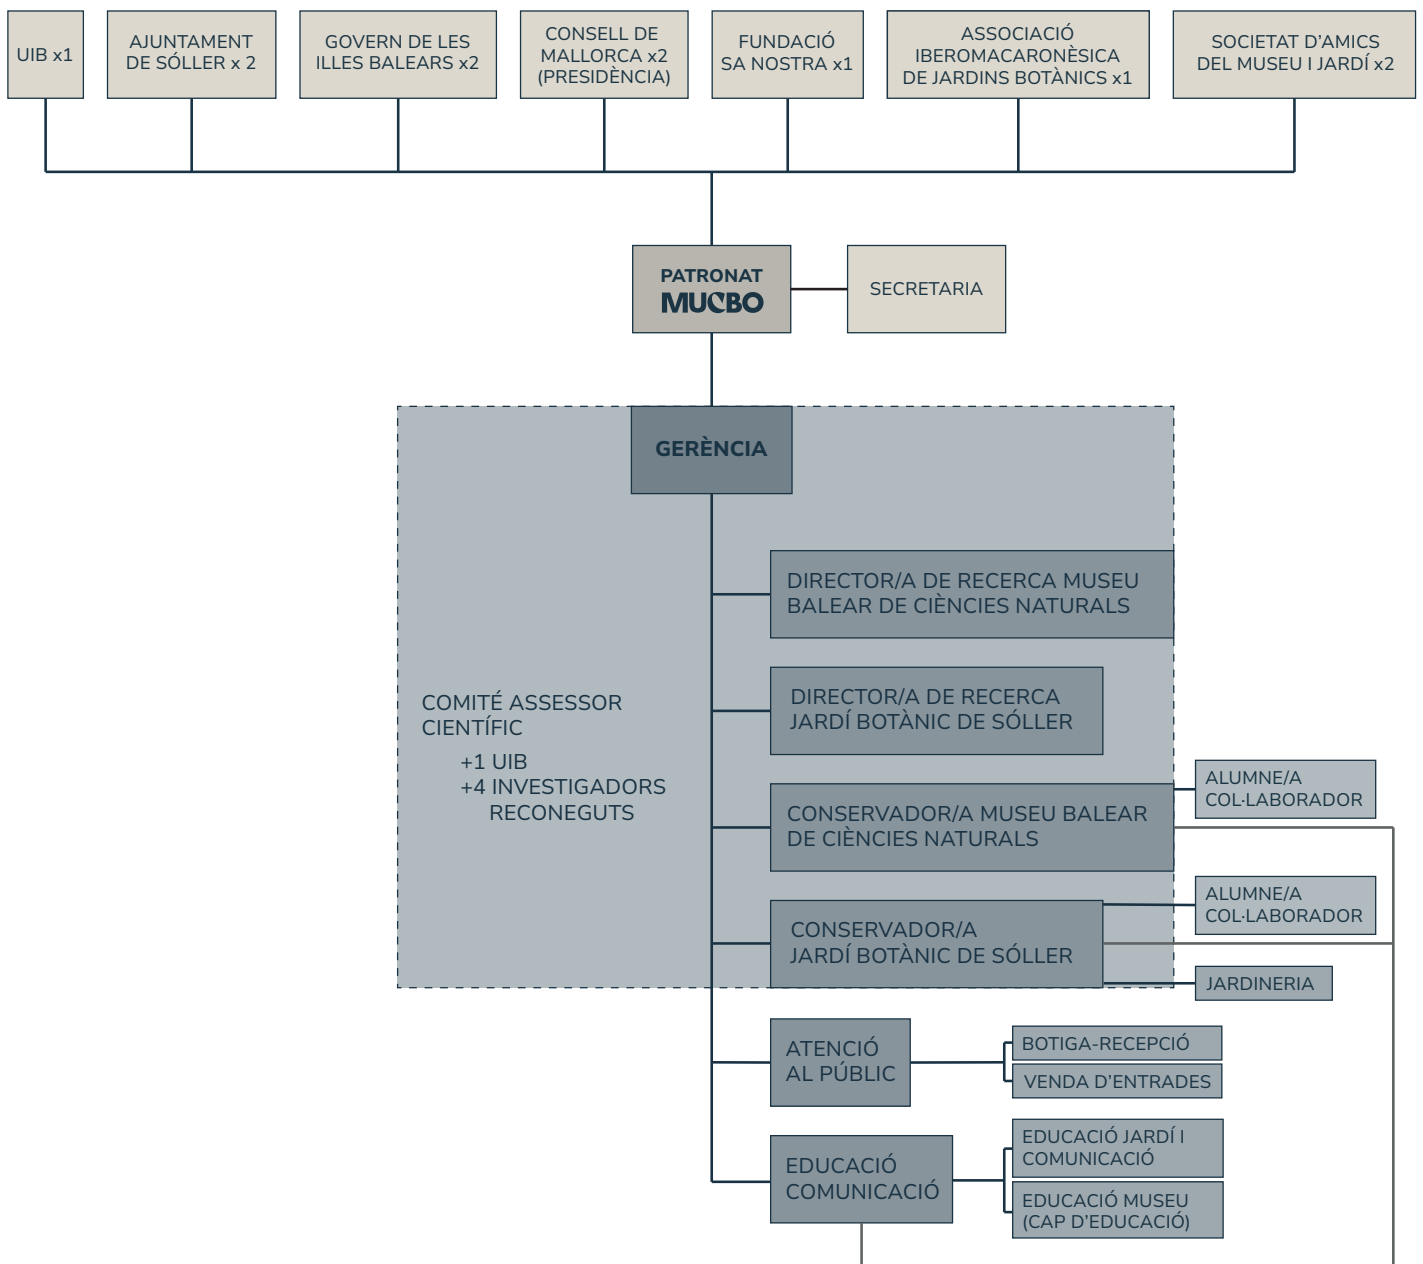 UIB x1
AJUNTAMENT
DE SÓLLER x 2
GOVERN DE LES
ILLES BALEARS x2
CONSELL DE
MALLORCA x2
(PRESIDÈNCIA)
FUNDACIÓ
SA NOSTRA x1
ASSOCIACIÓ
IBEROMACARONÈSICA
DE JARDINS BOTÀNICS x1
SOCIETAT D’AMICS
DEL MUSEU I JARDÍ x2
PATRONAT
MUCBO
SECRETARIA
GERÈNCIA
DIRECTOR/A DE RECERCA MUSEU
BALEAR DE CIÈNCIES NATURALS
DIRECTOR/A DE RECERCA
JARDÍ BOTÀNIC DE SÓLLER
COMITÉ ASSESSOR
CIENTÍFIC
+1 UIB
+4 INVESTIGADORS
RECONEGUTS
CONSERVADOR/A MUSEU BALEAR
DE CIÈNCIES NATURALS
ALUMNE/A
COL·LABORADOR
CONSERVADOR/A
JARDÍ BOTÀNIC DE SÓLLER
ALUMNE/A
COL·LABORADOR
JARDINERIA
ATENCIÓ
AL PÚBLIC
BOTIGA-RECEPCIÓ
VENDA D’ENTRADES
EDUCACIÓ
COMUNICACIÓ
EDUCACIÓ JARDÍ I
COMUNICACIÓ
EDUCACIÓ MUSEU
(CAP D’EDUCACIÓ)